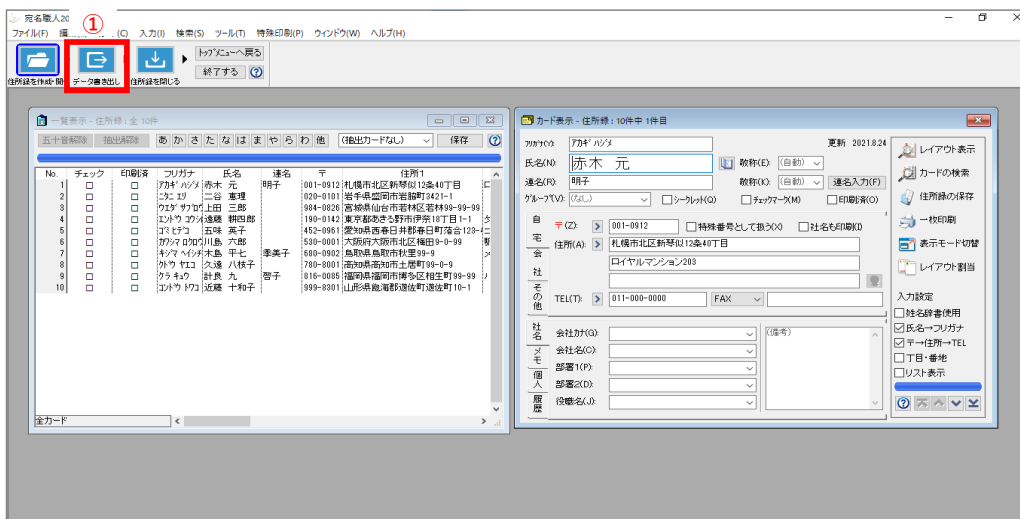 宛名職人20
①
ファイル(F) 編 (C) 入力(I) 検索(S) ツール(T) 特殊印刷(P) ウィンドウ(W) ヘルプ(H)
トップメニューへ戻る
終了する
住所録を作成・開 データ書き出し 住所録を閉じる
一覧表示 - 住所録 : 全 10件
五十音解除 抽出解除 あ か さ た な は ま や ら わ 他 (抽出カードなし) 保存
No. チェック 印刷済 フリガナ 氏名 連名 〒 住所1
1 アカギ ハジメ 赤木 元 明子 001-0912 札幌市北区新琴似12条40丁目
2 ニタニ エリ 二谷 恵理 020-0101 岩手県盛岡市岩脇町3421-1
3 ウエダ サブロウ 上田 三郎 984-0826 宮城県仙台市若林区若林99-99-99
4 エンドウ コウシ 遠藤 耕四郎 190-0142 東京都あきる野市伊奈18丁目1-1
5 ゴミ ヒデコ 五味 英子 452-0961 愛知県西春日井郡春日町落合123-4
6 カワシマ ロクロウ 川島 六郎 530-0001 大阪府大阪市北区梅田9-0-99
7 キジマ ヘイシチ 木島 平七 季美子 680-0902 鳥取県鳥取市秋里99-9
8 クドウ ヤエコ 久遠 八枝子 780-8001 高知県高知市土居町99-0-9
9 クラ キュウ 計良 九 啓子 816-0085 福岡県福岡市博多区相生町99-99
10 コンドウ トワコ 近藤 十和子 999-8301 山形県飽海郡遊佐町遊佐町10-1
全カード
カード表示 - 住所録 : 10件中 1件目
フリガナ(Y): アカギ ハジメ 更新 2021.8.24
氏名(N): 赤木 元 敬称(E): (自動)
連名(R): 明子 敬称(K): (自動) 連名入力(F)
グループ(V): (なし) シークレット(Q) チェックマーク(M) 印刷済(O)
自宅
会社
その他
〒(Z): 001-0912 特殊番号として扱う(X) 社名も印刷(I)
住所(A): 札幌市北区新琴似12条40丁目
ロイヤルマンション203
TEL(T): 011-000-0000 FAX
社名
メモ
個人
履歴
会社カナ(G):
会社名(C):
部署1(P):
部署2(D):
役職名(J):
(備考)
レイアウト表示
カードの検索
住所録の保存
一枚印刷
表示モード切替
レイアウト割当
入力設定
姓名辞書使用
氏名→フリガナ
〒→住所→TEL
丁目・番地
リスト表示